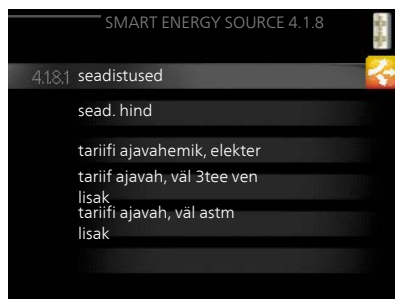 SMART ENERGY SOURCE 4.1.8
4.1.8.1 seadistused
sead. hind
tariifi ajavahemik, elekter
tariif ajavah, väl 3tee ven
lisak
tariifi ajavah, väl astm
lisak